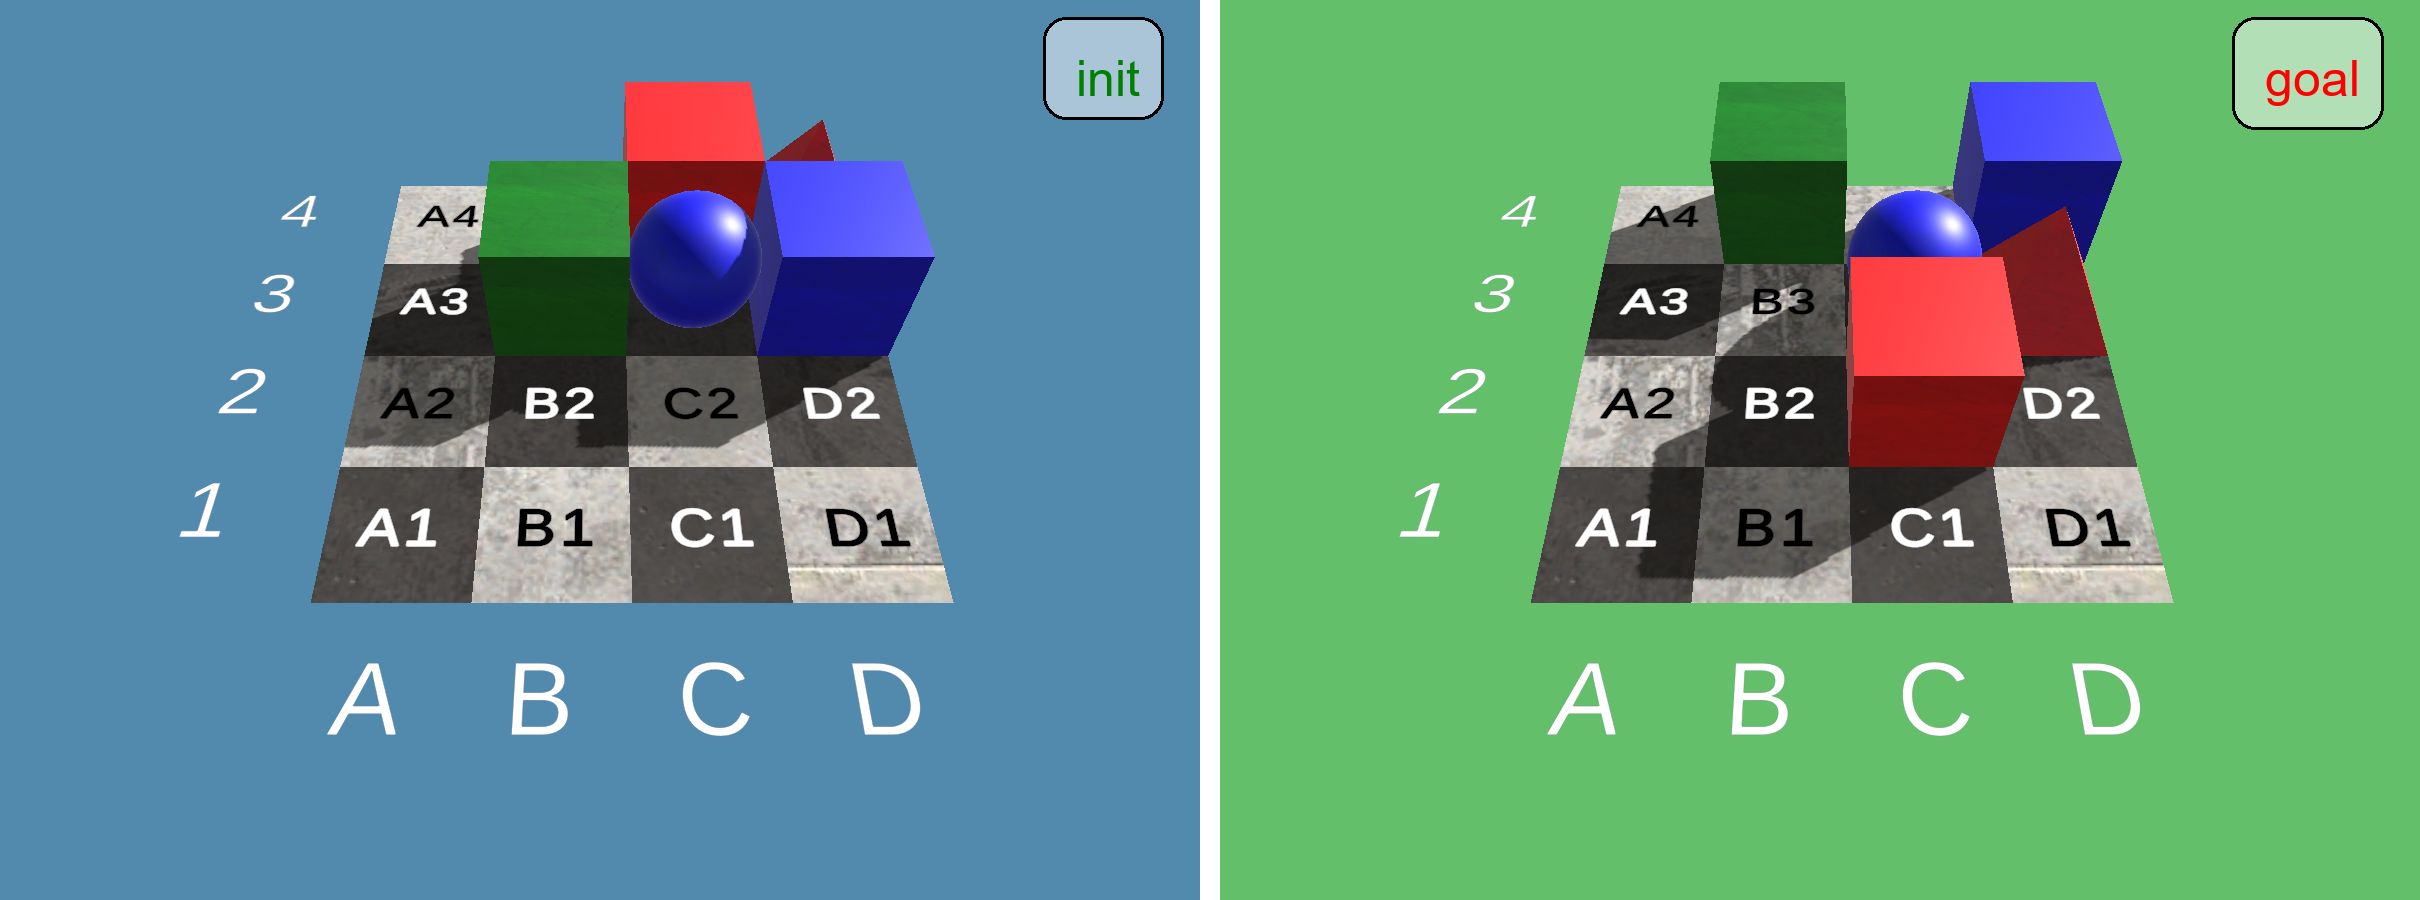 init
4 A4
3 A3
2 A2 B2 C2 D2
1 A1 B1 C1 D1
A B C D
goal
4 A4
3 A3 B3
2 A2 B2 D2
1 A1 B1 C1 D1
A B C D